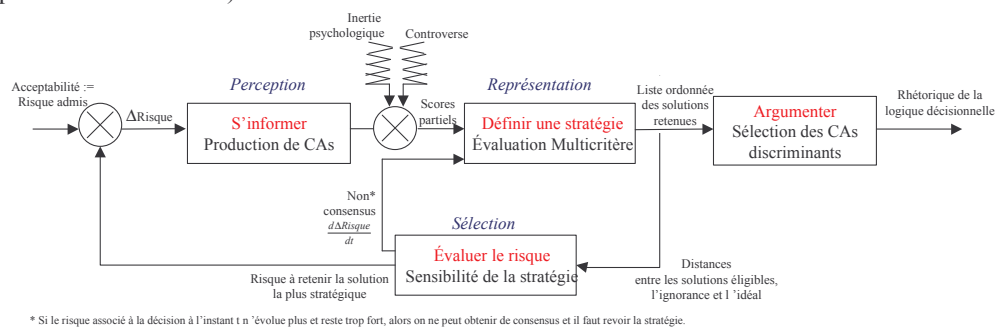 Inertie
psychologique
Controverse
Acceptabilité :=
Risque admis
Perception
Représentation
Liste ordonnée
des solutions
retenues
Rhétorique de la
logique décisionnelle
ΔRisque
S'informer
Production de CAs
Scores
partiels
Définir une stratégie
Évaluation Multicritère
Argumenter
Sélection des CAs
discriminants
Non*
consensus
dΔRisque
dt
Sélection
Évaluer le risque
Sensibilité de la stratégie
Risque à retenir la solution
la plus stratégique
Distances
entre les solutions éligibles,
l'ignorance et l 'idéal
* Si le risque associé à la décision à l'instant t n 'évolue plus et reste trop fort, alors on ne peut obtenir de consensus et il faut revoir la stratégie.